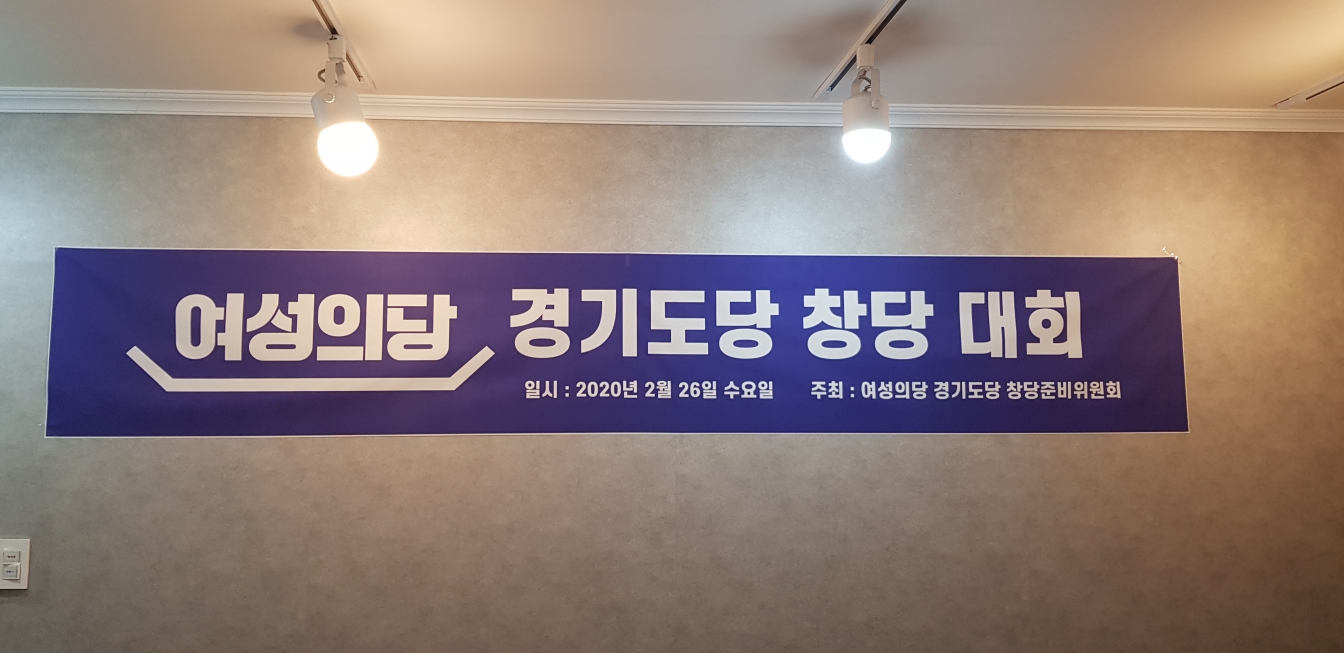 여성의당 경기도당 창당 대회
일시 : 2020년 2월 26일 수요일 주최 : 여성의당 경기도당 창당준비위원회